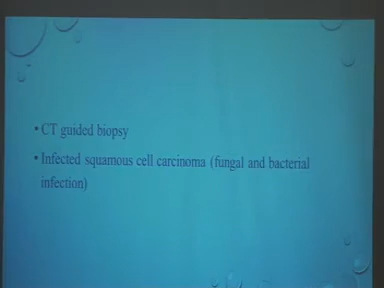 • CT guided biopsy
• Infected squamous cell carcinoma (fungal and bacterial
infection)